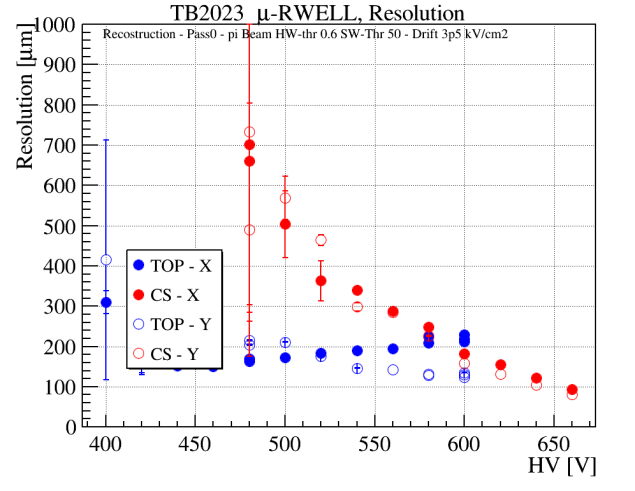 TB2023 μ-RWELL, Resolution
Recostruction - Pass0 - pi Beam HW-thr 0.6 SW-Thr 50 - Drift 3p5 kV/cm2
Resolution [μm]
1000
900
800
700
600
500
400
300
200
100
0
TOP - X
CS - X
TOP - Y
CS - Y
400 450 500 550 600 650
HV [V]